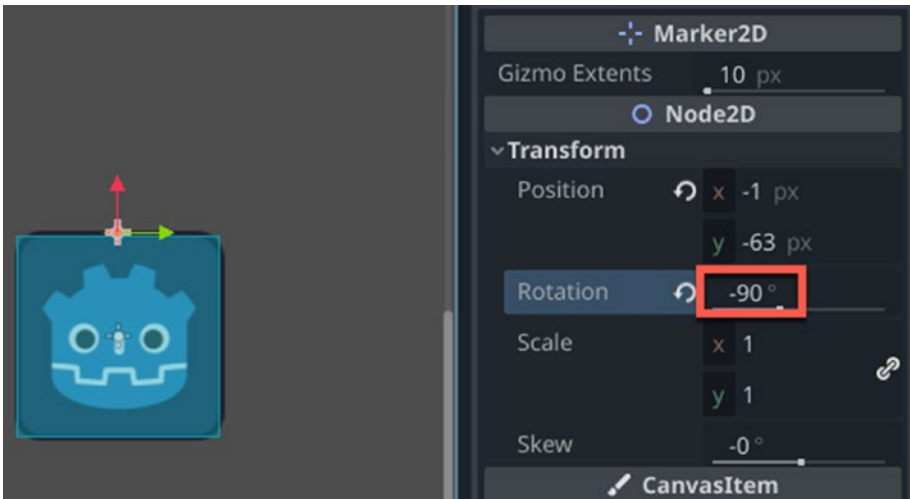 Marker2D
Gizmo Extents 10 px
Node2D
Transform
Position x -1 px
y -63 px
Rotation -90 °
Scale x 1
y 1
Skew -0 °
CanvasItem